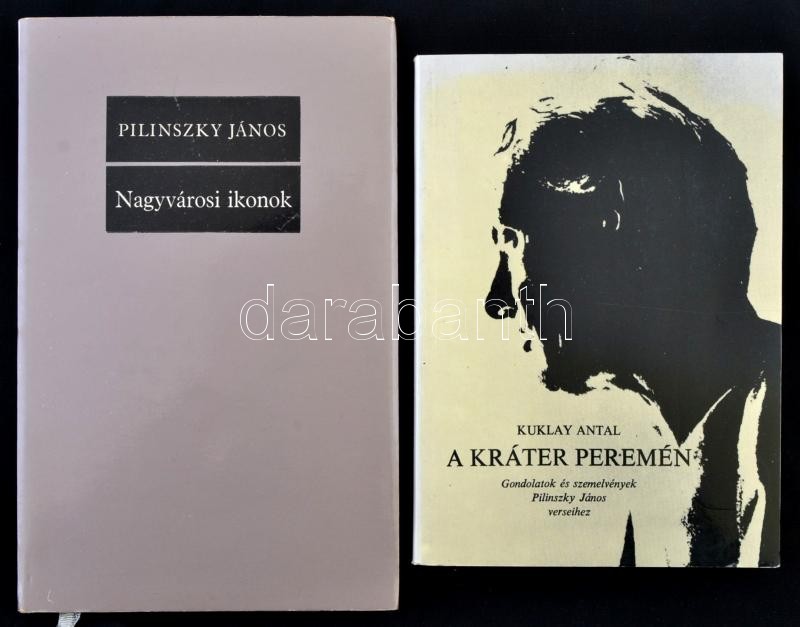 PILINSZKY JÁNOS
Nagyvárosi ikonok
darabanth
KUKLAY ANTAL
A KRÁTER PEREMÉN
Gondolatok és szemelvények
Pilinszky János
verseihez